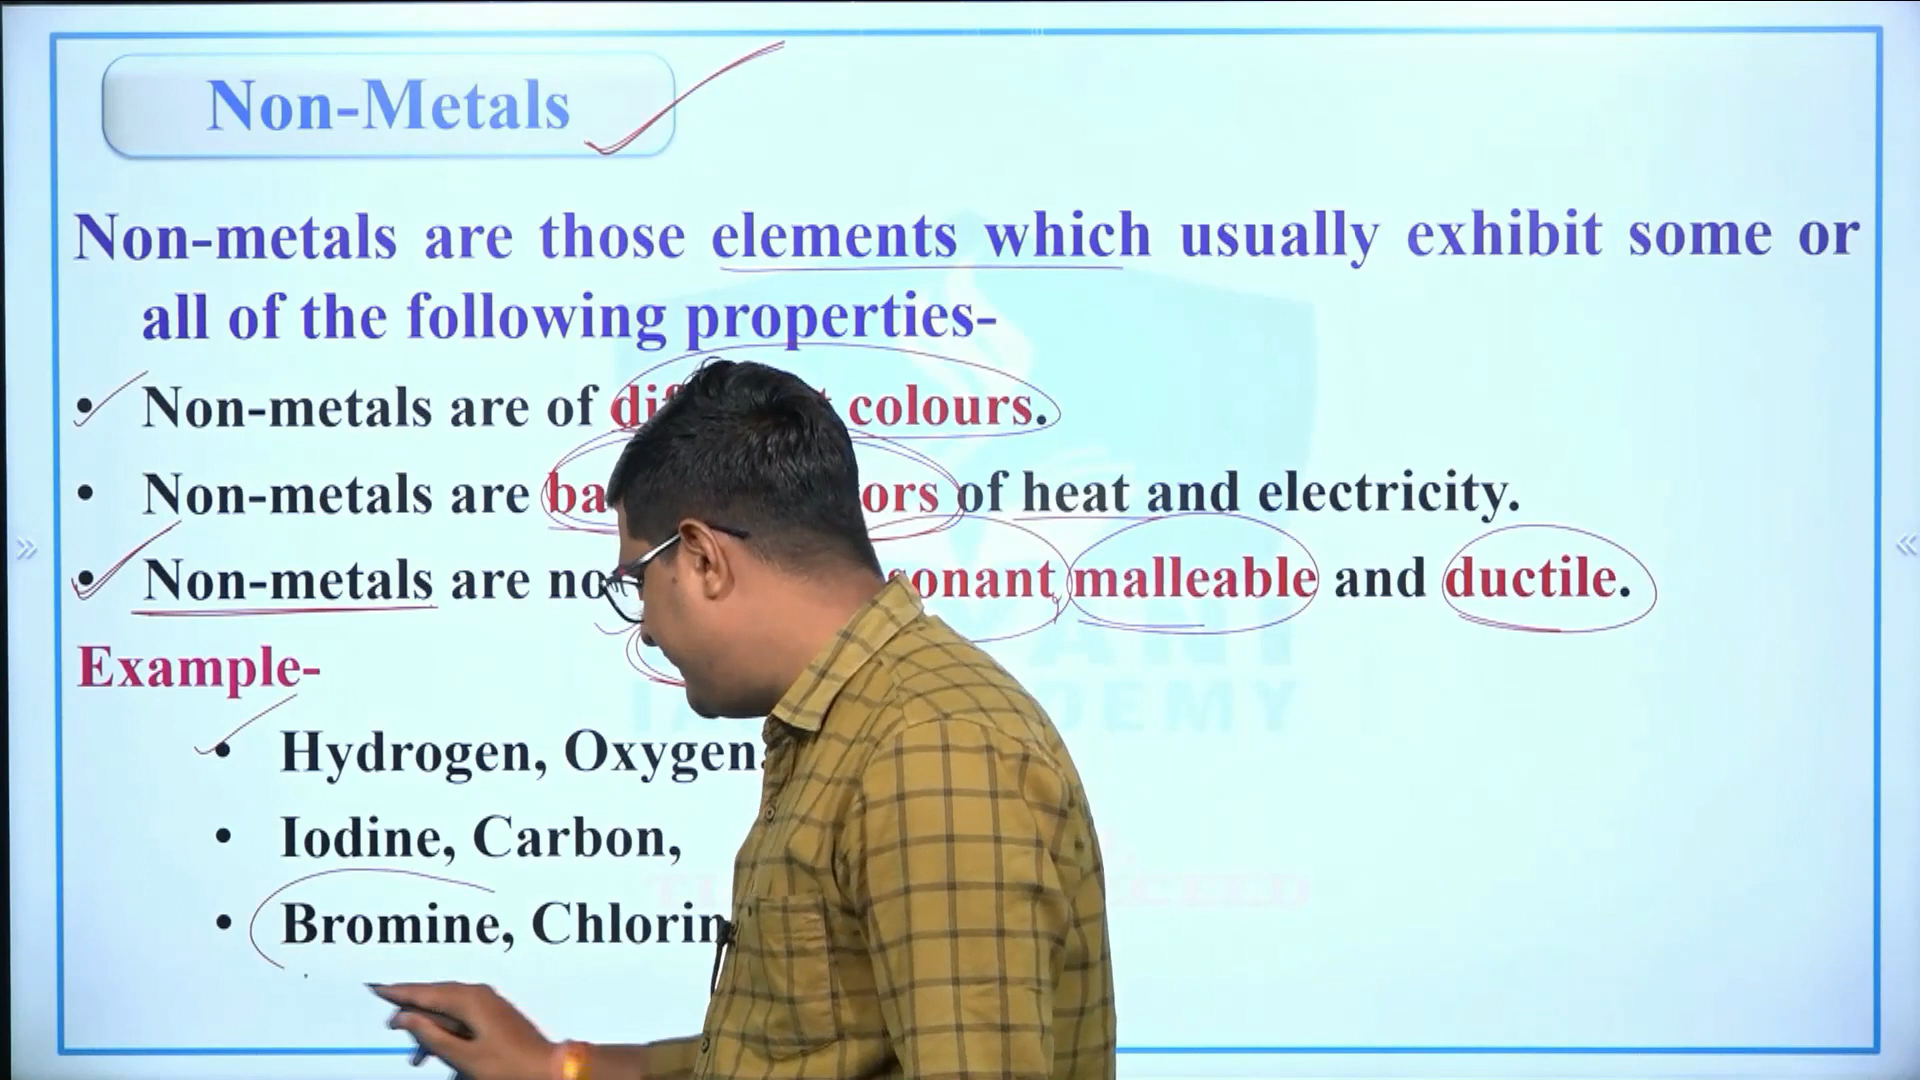 Non-Metals
Non-metals are those elements which usually exhibit some or
all of the following properties-
• Non-metals are of colours.
• Non-metals are of heat and electricity.
• Non-metals are malleable and ductile.
Example-
• Hydrogen, Oxygen
• Iodine, Carbon,
• Bromine,